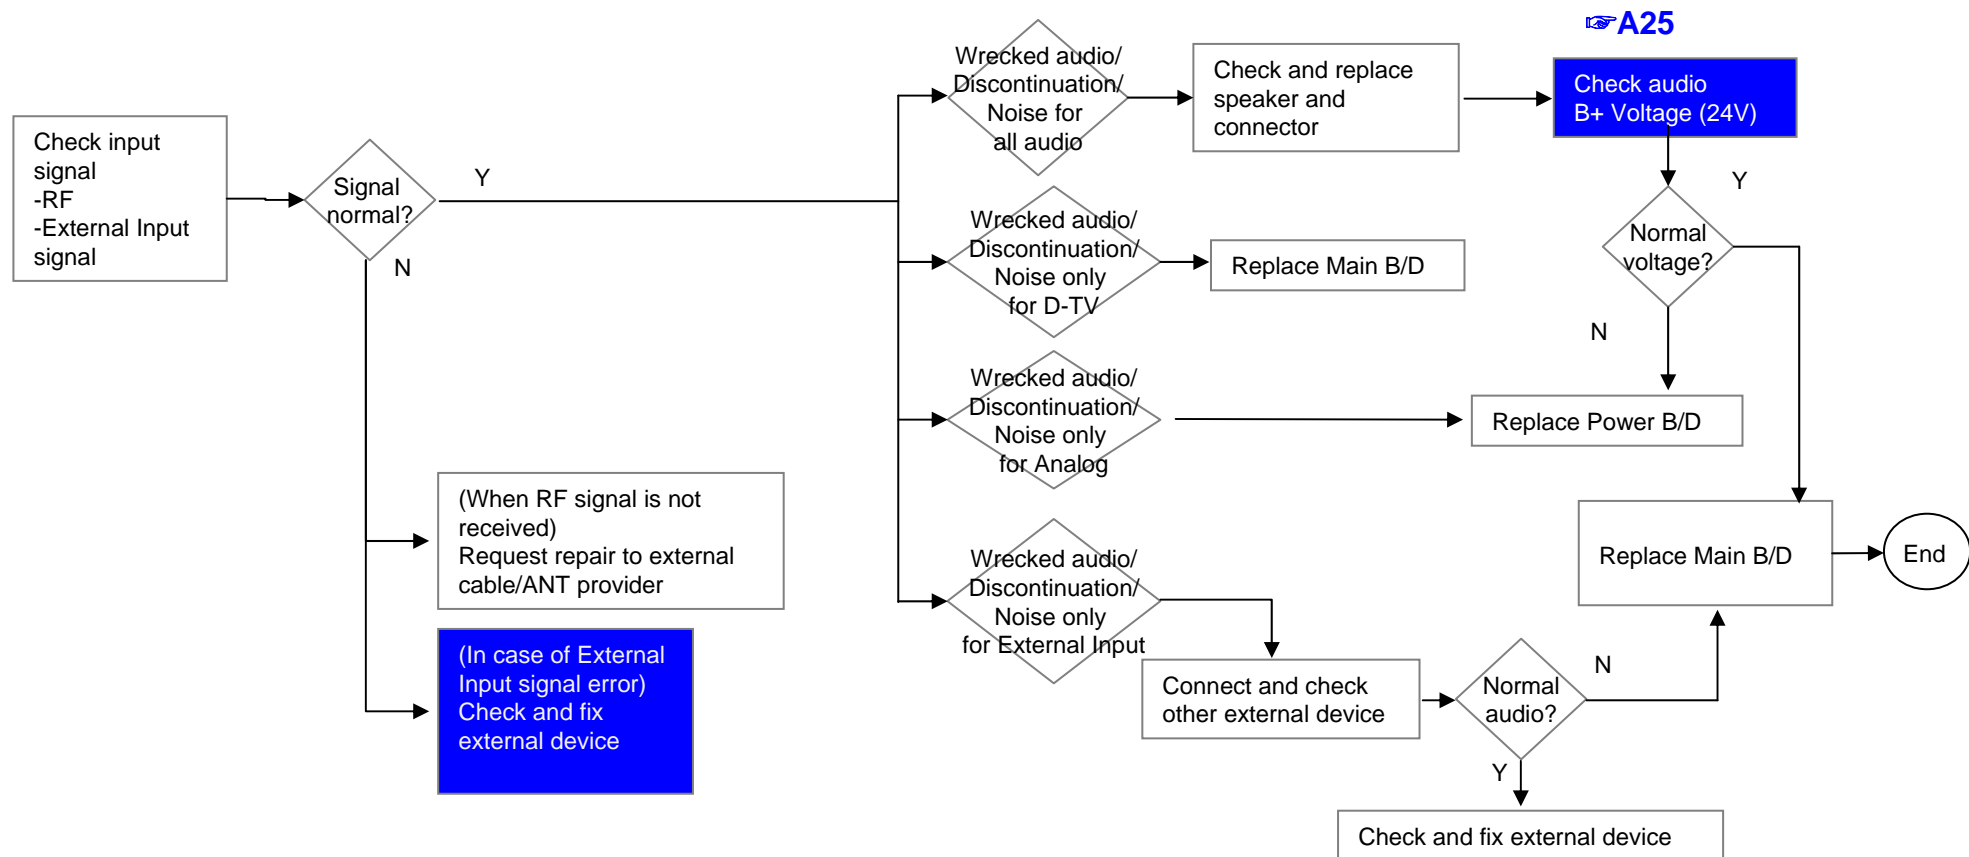 ☞A25
Check input
signal
-RF
-External Input
signal
Signal
normal?
Y
N
(When RF signal is not
received)
Request repair to external
cable/ANT provider
(In case of External
Input signal error)
Check and fix
external device
Wrecked audio/
Discontinuation/
Noise for
all audio
Check and replace
speaker and
connector
Check audio
B+ Voltage (24V)
Y
Normal
voltage?
N
Wrecked audio/
Discontinuation/
Noise only
for D-TV
Replace Main B/D
Wrecked audio/
Discontinuation/
Noise only
for Analog
Replace Power B/D
Wrecked audio/
Discontinuation/
Noise only
for External Input
Connect and check
other external device
Normal
audio?
N
Y
Replace Main B/D
End
Check and fix external device